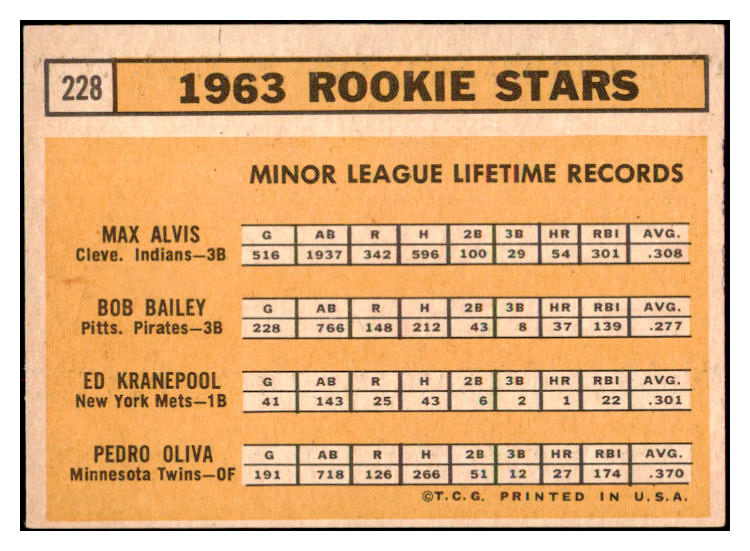 228 1963 ROOKIE STARS
MINOR LEAGUE LIFETIME RECORDS
MAX ALVIS
Cleve. Indians—3B
G AB R H 2B 3B HR RBI AVG.
516 1937 342 596 100 29 54 301 .308
BOB BAILEY
Pitts. Pirates—3B
G AB R H 2B 3B HR RBI AVG.
228 766 148 212 43 8 37 139 .277
ED KRANEPOOL
New York Mets—1B
G AB R H 2B 3B HR RBI AVG.
41 143 25 43 6 2 1 22 .301
PEDRO OLIVA
Minnesota Twins—OF
G AB R H 2B 3B HR RBI AVG.
191 718 126 266 51 12 27 174 .370
©T.C.G. PRINTED IN U.S.A.